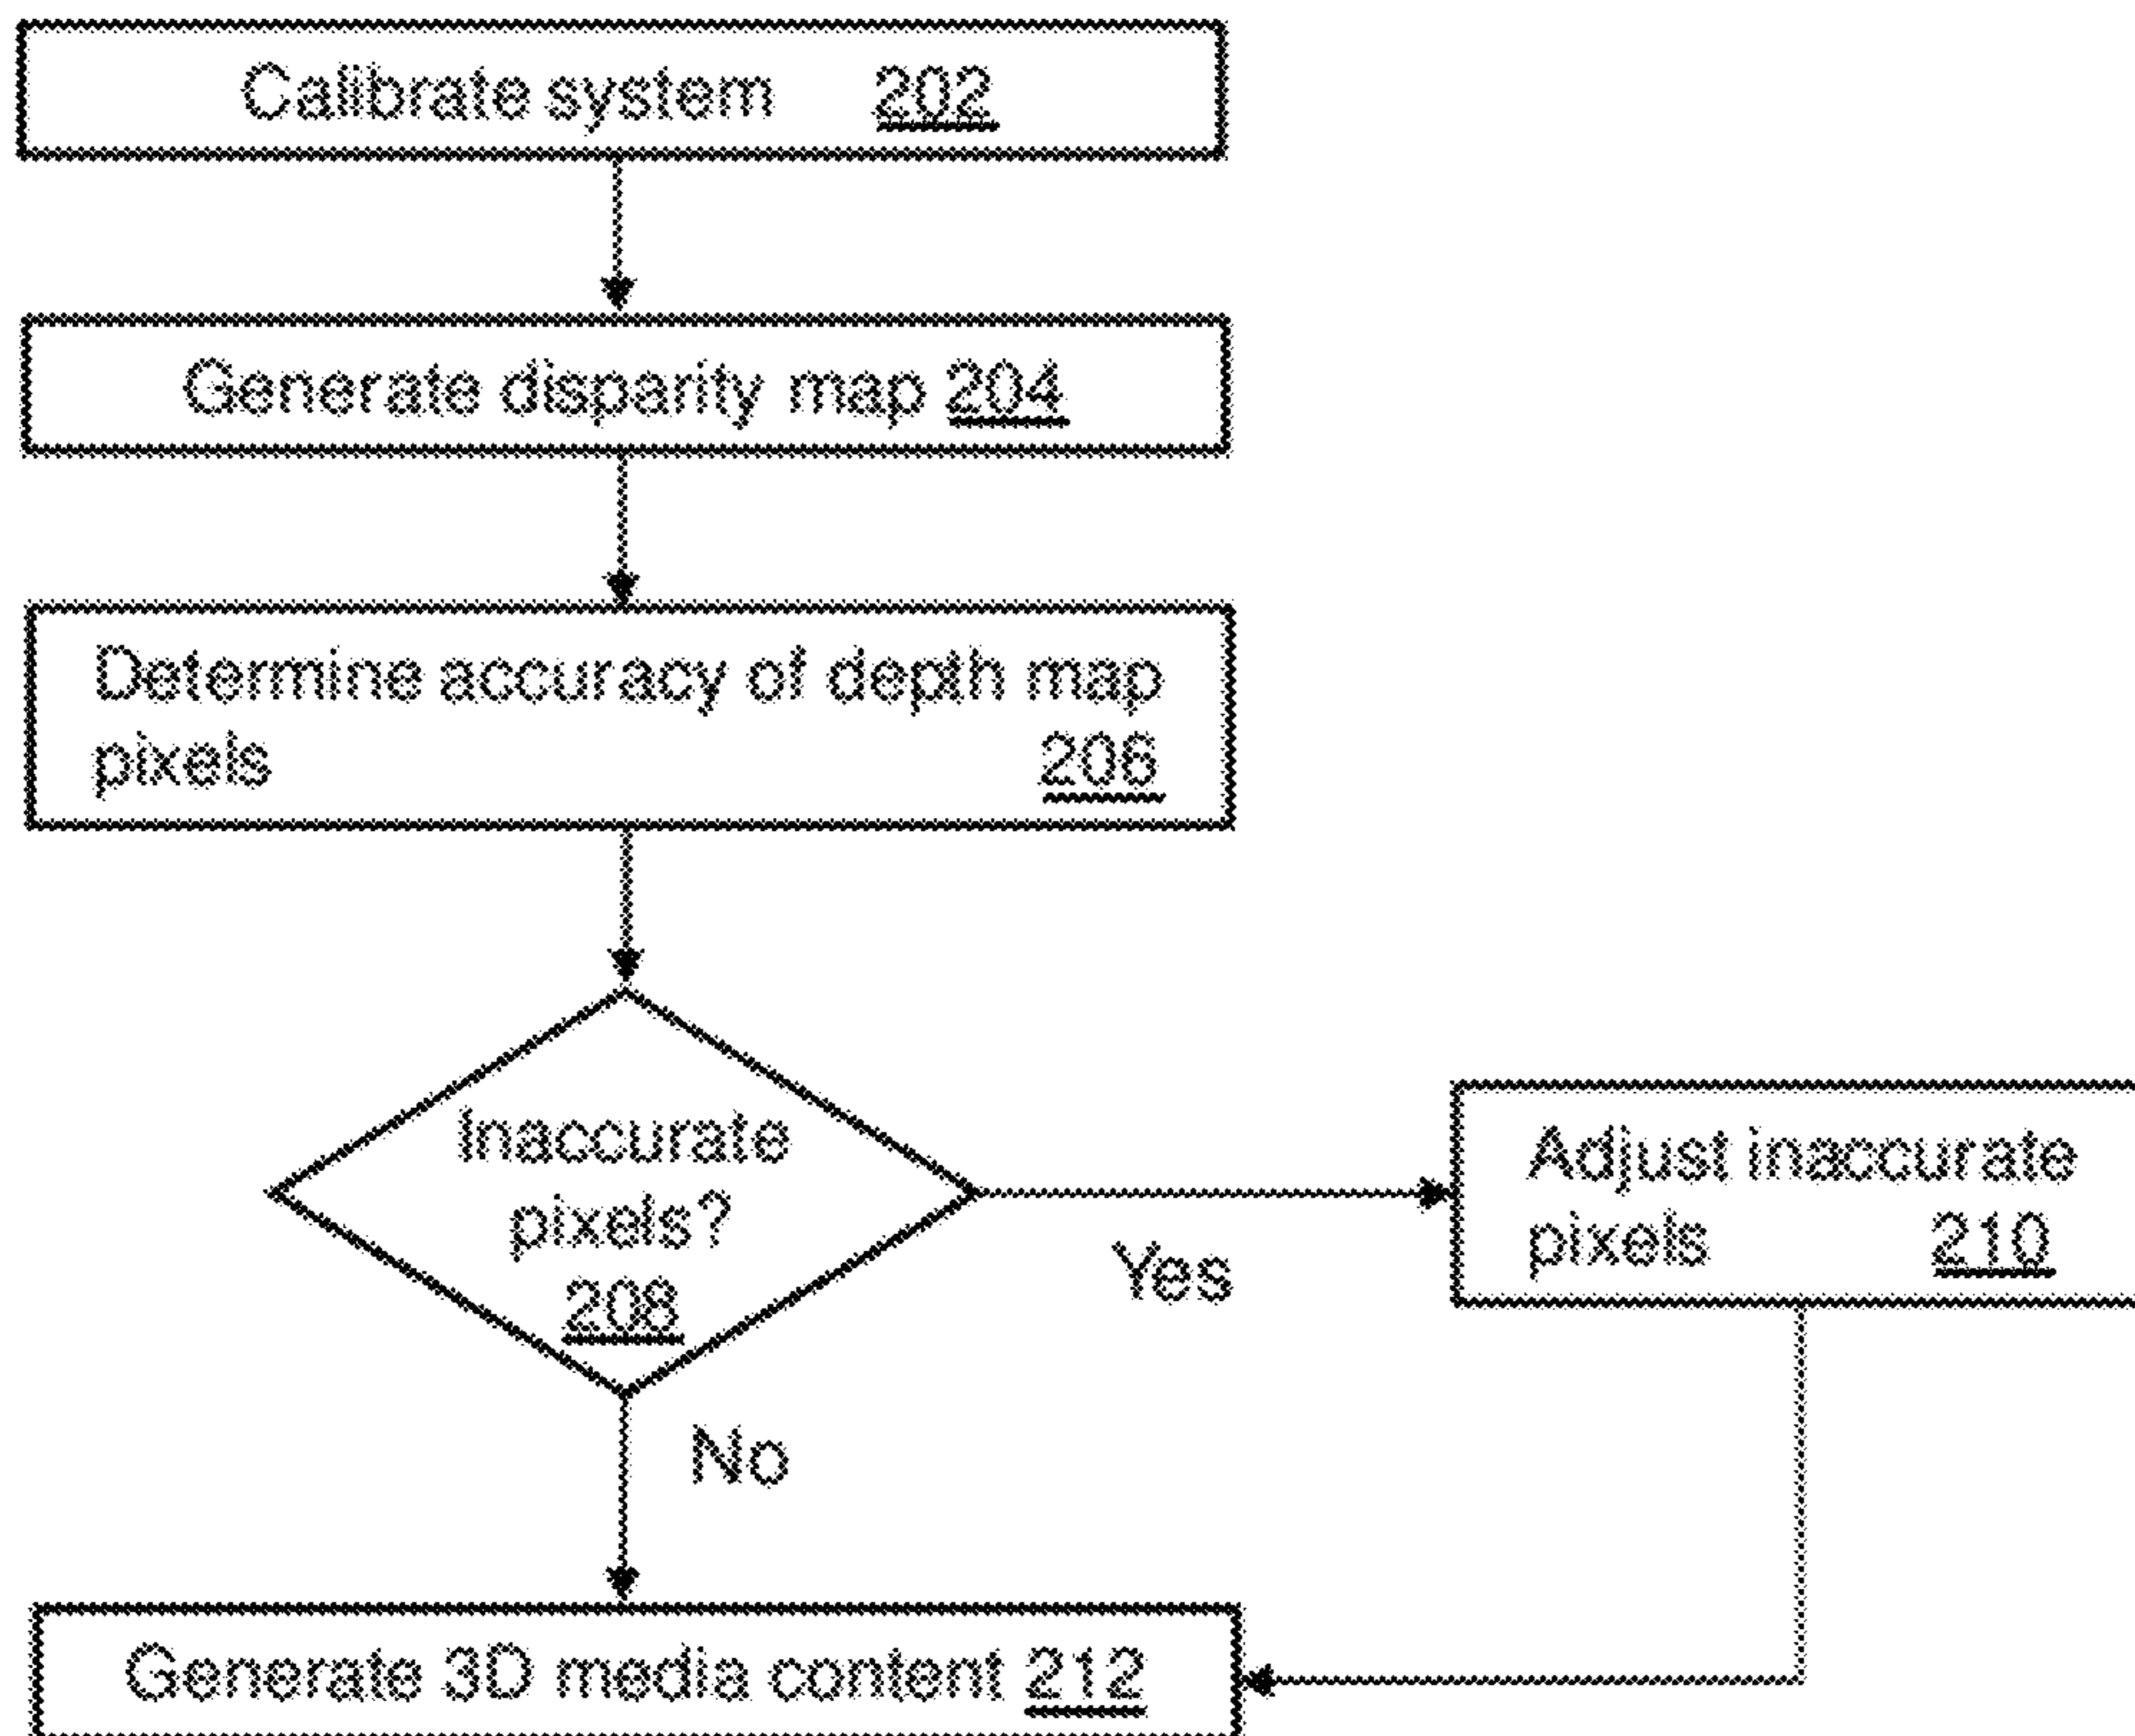 Calibrate system 202
Generate disparity map 204
Determine accuracy of depth map
pixels 206
Inaccurate
pixels?
208
Yes
Adjust inaccurate
pixels 210
No
Generate 3D media content 212